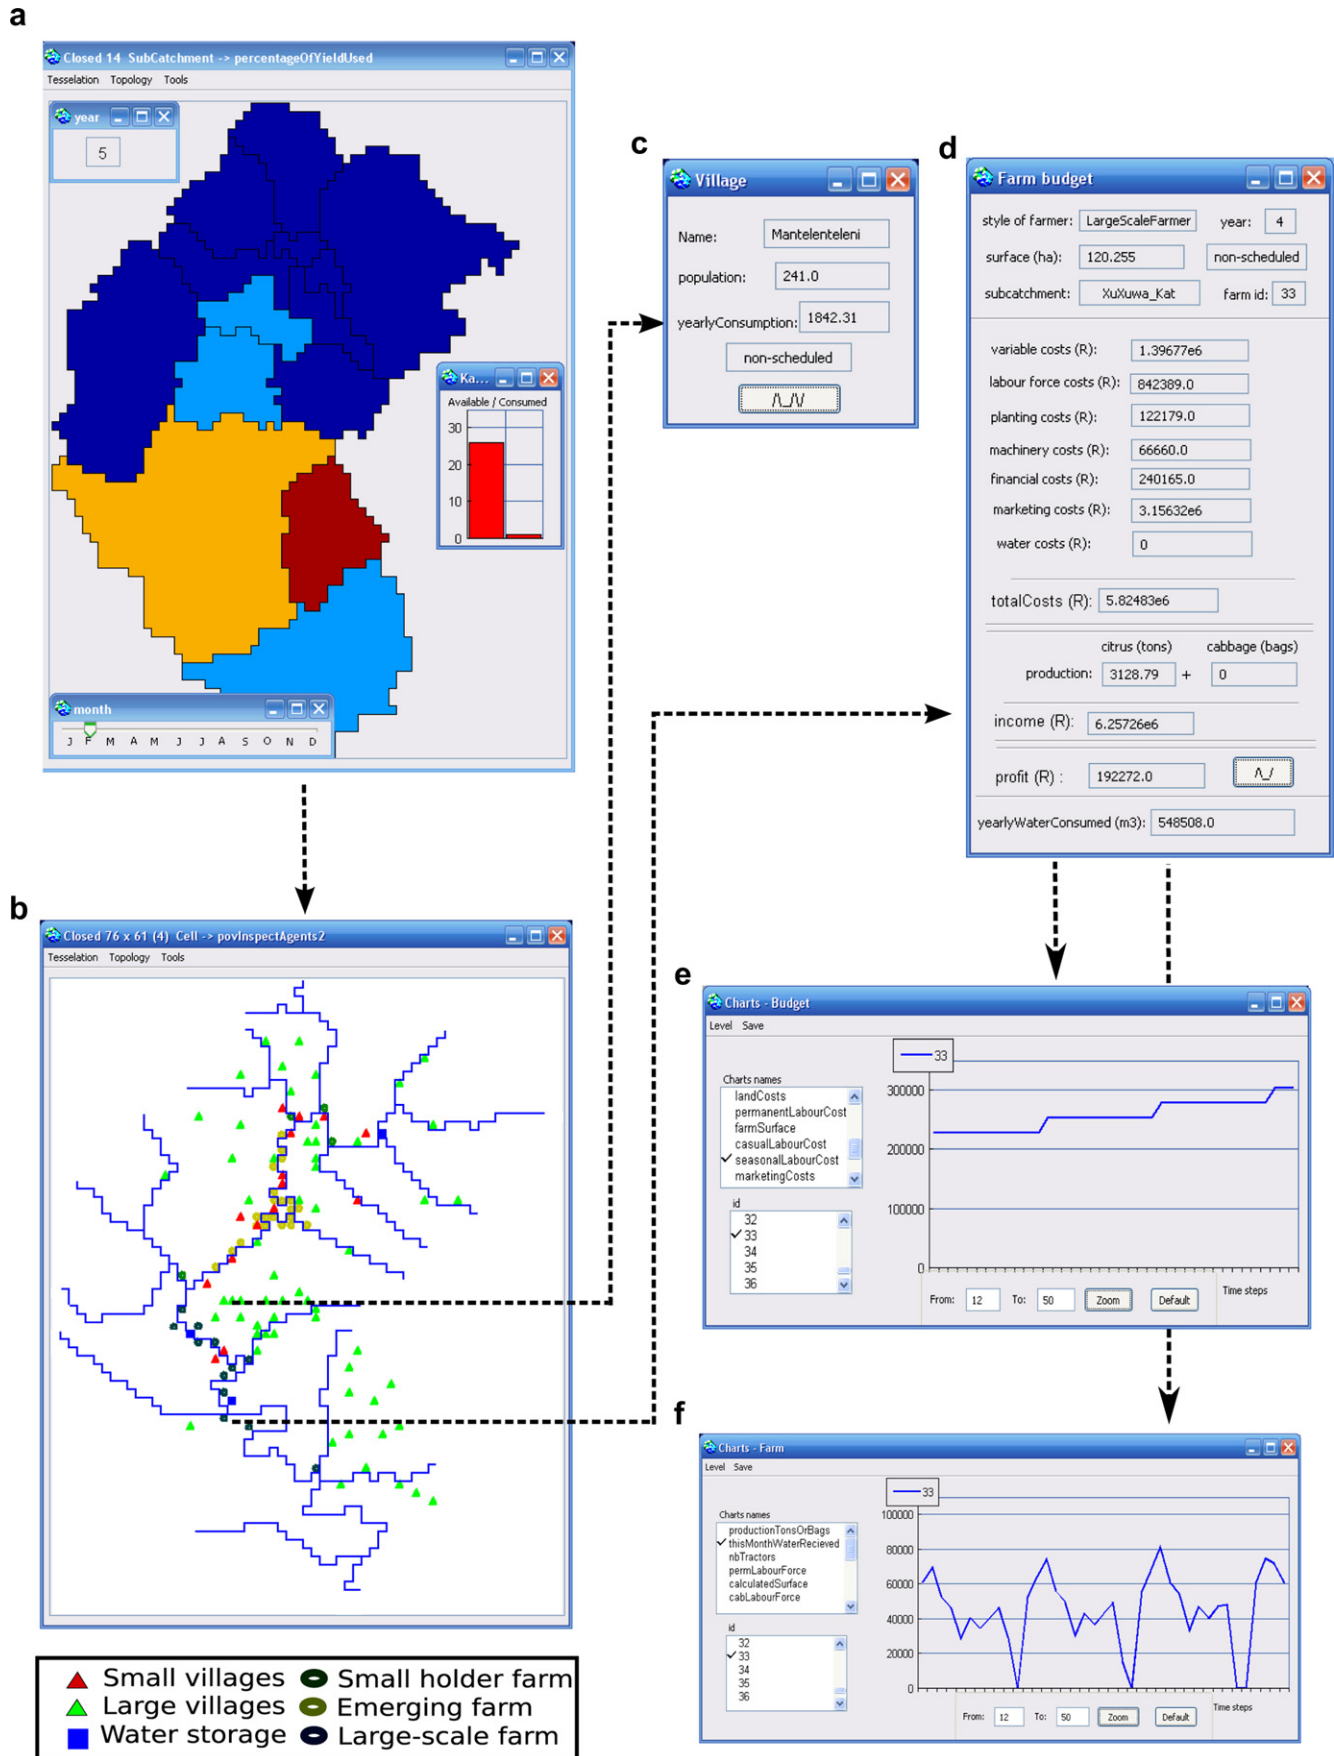 a
Closed 14 SubCatchment -> percentageOfYieldUsed
Tesselation Topology Tools
year
5
Ka...
Available / Consumed
30
20
10
0
month
J F M A M J J A S O N D
b
Closed 76 x 61 (4) Cell -> povInspectAgents2
Tesselation Topology Tools
Small villages
Large villages
Water storage
Small holder farm
Emerging farm
Large-scale farm
c
Village
Name: Mantelenteleni
population: 241.0
yearlyConsumption: 1842.31
non-scheduled
/\_/\/
d
Farm budget
style of farmer: LargeScaleFarmer year: 4
surface (ha): 120.255 non-scheduled
subcatchment: XuXuwa_Kat farm id: 33
variable costs (R): 1.39677e6
labour force costs (R): 842389.0
planting costs (R): 122179.0
machinery costs (R): 66660.0
financial costs (R): 240165.0
marketing costs (R): 3.15632e6
water costs (R): 0
totalCosts (R): 5.82483e6
citrus (tons) cabbage (bags)
production: 3128.79 + 0
income (R): 6.25726e6
profit (R) : 192272.0 /\_/
yearlyWaterConsumed (m3): 548508.0
e
Charts - Budget
Level Save
Charts names
landCosts
permanentLabourCost
farmSurface
casualLabourCost
seasonalLabourCost
marketingCosts
id
32
33
34
35
36
33
300000
200000
100000
0
From: 12 To: 50 Zoom Default
Time steps
f
Charts - Farm
Level Save
Charts names
productionTonsOrBags
thisMonthWaterRecieved
nbTractors
permLabourForce
calculatedSurface
cabLabourForce
id
32
33
34
35
36
33
100000
80000
60000
40000
20000
0
From: 12 To: 50 Zoom Default
Time steps